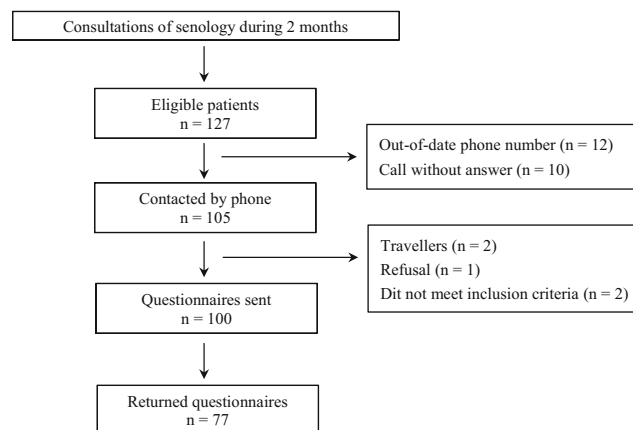 Consultations of senology during 2 months
Eligible patients
n = 127
Out-of-date phone number (n = 12)
Call without answer (n = 10)
Contacted by phone
n = 105
Travellers (n = 2)
Refusal (n = 1)
Dit not meet inclusion criteria (n = 2)
Questionnaires sent
n = 100
Returned questionnaires
n = 77